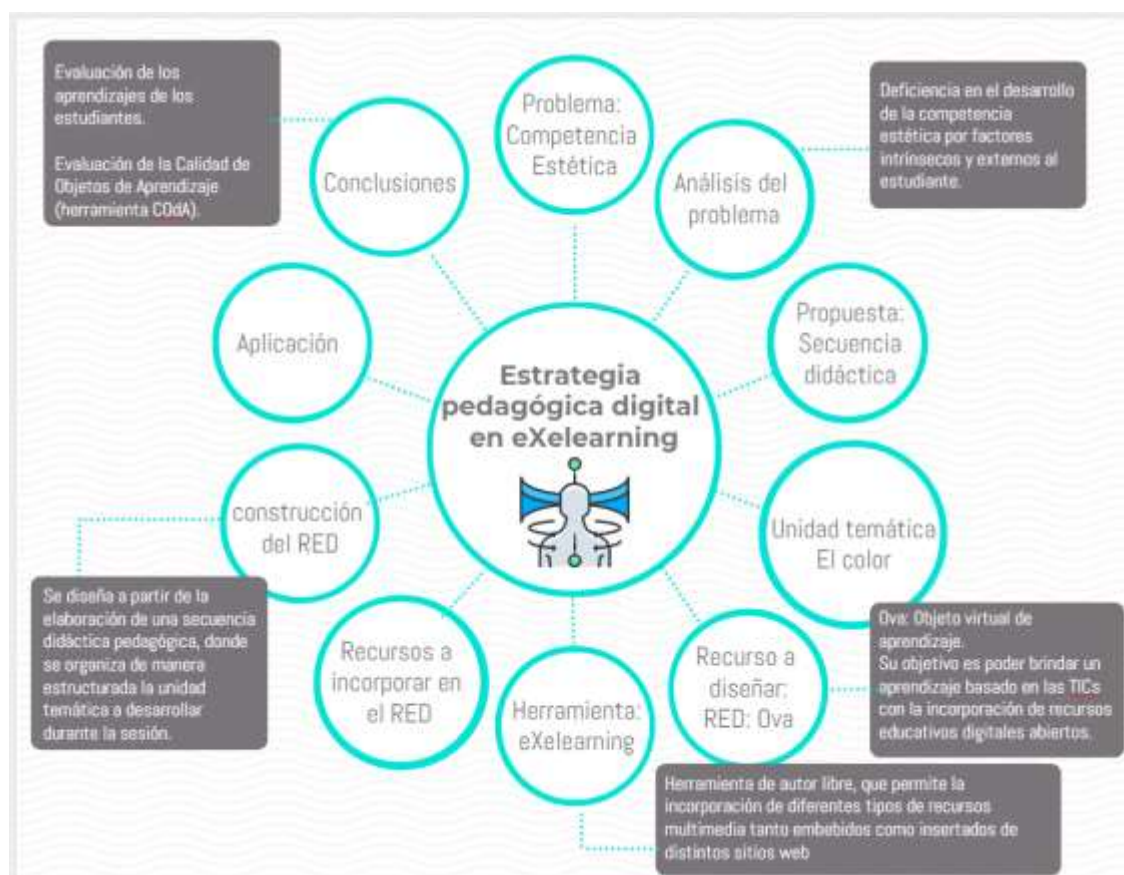 Estrategia
pedagógica digital
en eXelearning
Problema:
Competencia
Estética
Análisis del
problema
Deficiencia en el desarrollo
de la competencia
estética por factores
intrínsecos y externos al
estudiante.
Propuesta:
Secuencia
didáctica
Unidad temática
El color
Recurso a
diseñar:
RED: Ova
Ova: Objeto virtual de
aprendizaje.
Su objetivo es poder brindar un
aprendizaje basado en las TICs
con la incorporación de recursos
educativos digitales abiertos.
Herramienta:
eXelearning
Herramienta de autor libre, que permite la
incorporación de diferentes tipos de recursos
multimedia tanto embebidos como insertados de
distintos sitios web
Recursos a
incorporar en
el RED
construcción
del RED
Se diseña a partir de la
elaboración de una secuencia
didáctica pedagógica, donde
se organiza de manera
estructurada la unidad
temática a desarrollar
durante la sesión.
Aplicación
Conclusiones
Evaluación de los
aprendizajes de los
estudiantes.
Evaluación de la Calidad de
Objetos de Aprendizaje
(herramienta COdA).